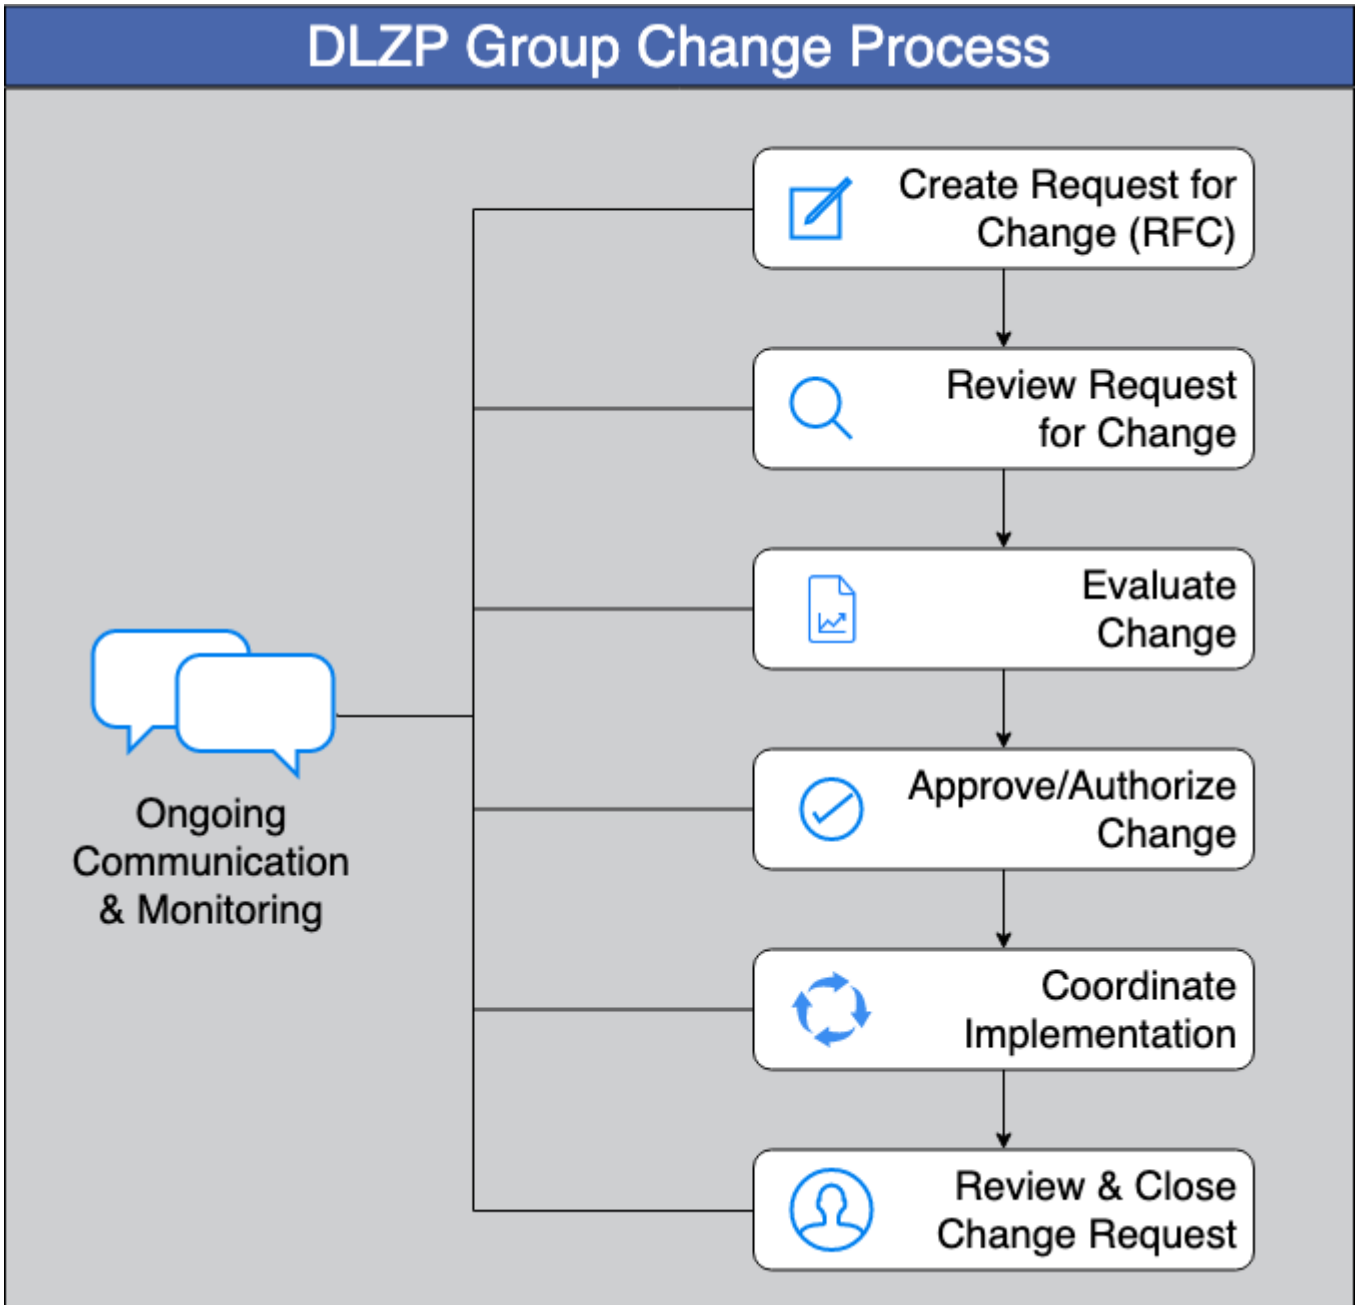 DLZP Group Change Process
Create Request for
Change (RFC)
Review Request
for Change
Evaluate
Change
Ongoing
Communication
& Monitoring
Approve/Authorize
Change
Coordinate
Implementation
Review & Close
Change Request